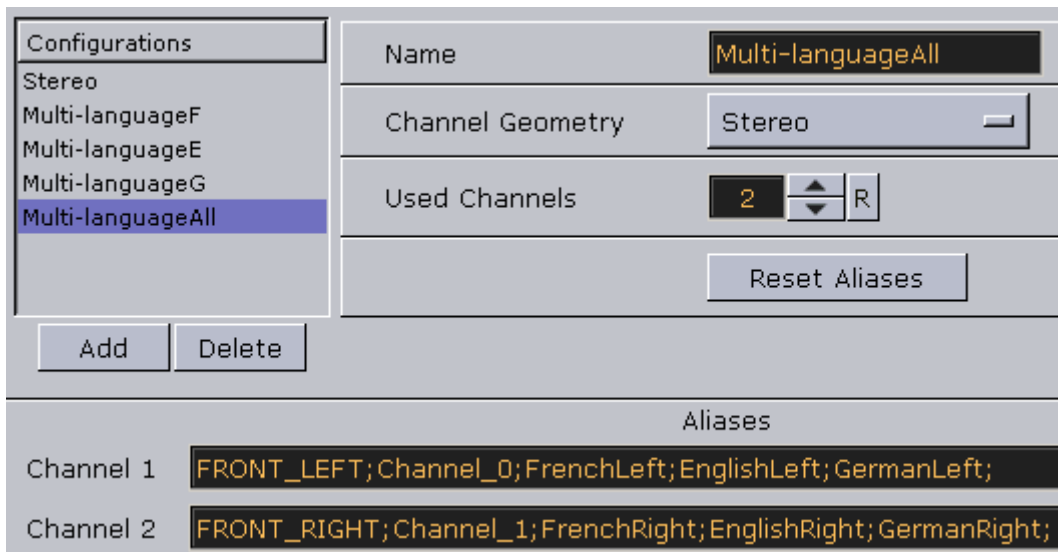 Configurations
Stereo
Multi-languageF
Multi-languageE
Multi-languageG
Multi-languageAll
Add Delete
Name Multi-languageAll
Channel Geometry Stereo
Used Channels 2 R
Reset Aliases
Aliases
Channel 1 FRONT_LEFT;Channel_0;FrenchLeft;EnglishLeft;GermanLeft;
Channel 2 FRONT_RIGHT;Channel_1;FrenchRight;EnglishRight;GermanRight;